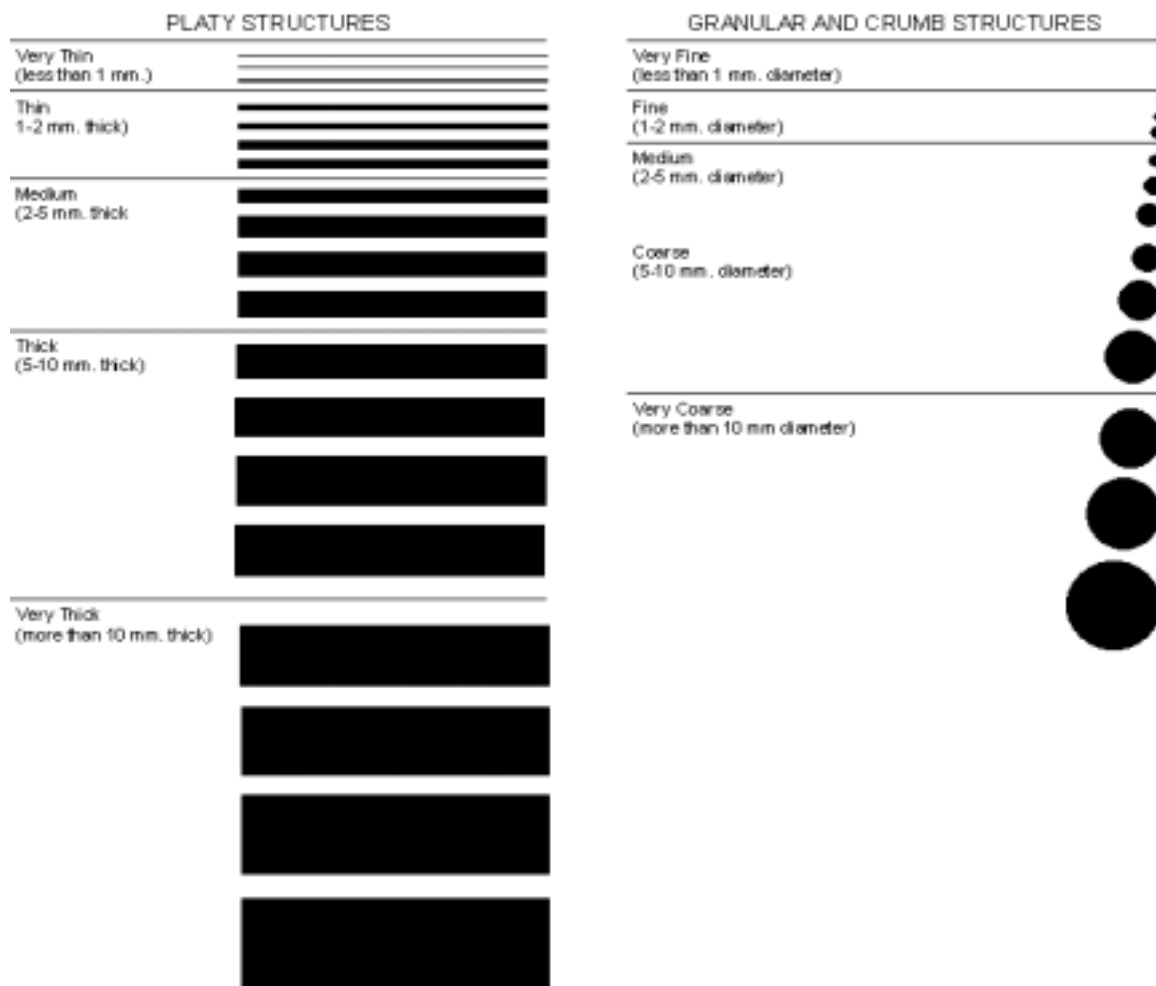 PLATY STRUCTURES
Very Thin
(less than 1 mm.)
Thin
1-2 mm. thick)
Medium
(2-5 mm. thick
Thick
(5-10 mm. thick)
Very Thick
(more than 10 mm. thick)
GRANULAR AND CRUMB STRUCTURES
Very Fine
(less than 1 mm. diameter)
Fine
(1-2 mm. diameter)
Medium
(2-5 mm. diameter)
Coarse
(5-10 mm. diameter)
Very Coarse
(more than 10 mm diameter)